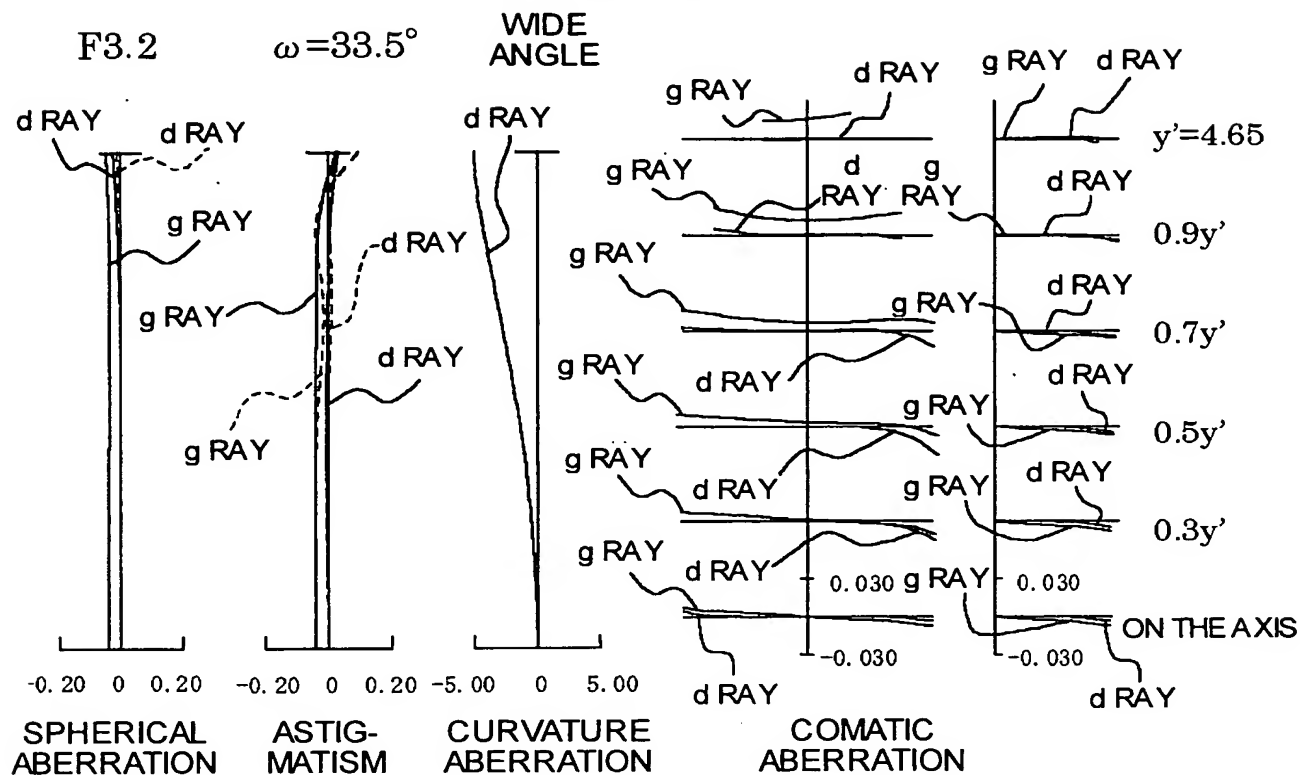 F3.2
ω=33.5°
WIDE
ANGLE
d RAY
d RAY
g RAY
d RAY
g RAY
d RAY
g RAY
d RAY
g RAY
d RAY
g RAY
d RAY
y'=4.65
g RAY
d
RAY
g
RAY
d RAY
0.9y'
g RAY
d RAY
g RAY
d RAY
0.7y'
g RAY
d RAY
g RAY
d RAY
0.5y'
g RAY
d RAY
g RAY
d RAY
0.3y'
g RAY
d RAY
g RAY
d RAY
ON THE AXIS
0.030
-0.030
0.030
-0.030
-0.20 0 0.20
-0.20 0 0.20
-5.00 0 5.00
SPHERICAL
ABERRATION
ASTIG-
MATISM
CURVATURE
ABERRATION
COMATIC
ABERRATION